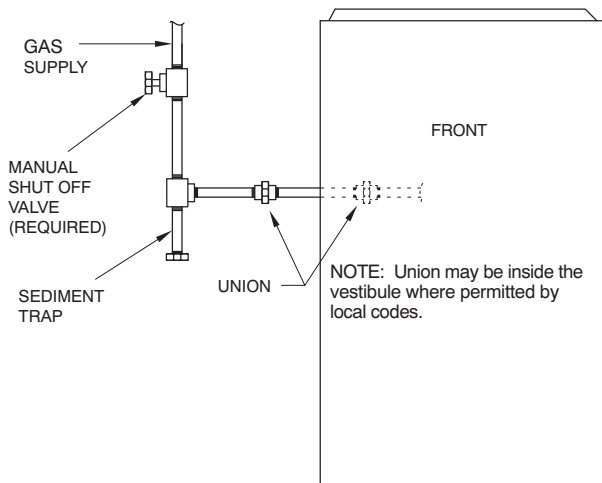 GAS
SUPPLY
FRONT
MANUAL
SHUT OFF
VALVE
(REQUIRED)
SEDIMENT
TRAP
UNION
NOTE: Union may be inside the
vestibule where permitted by
local codes.